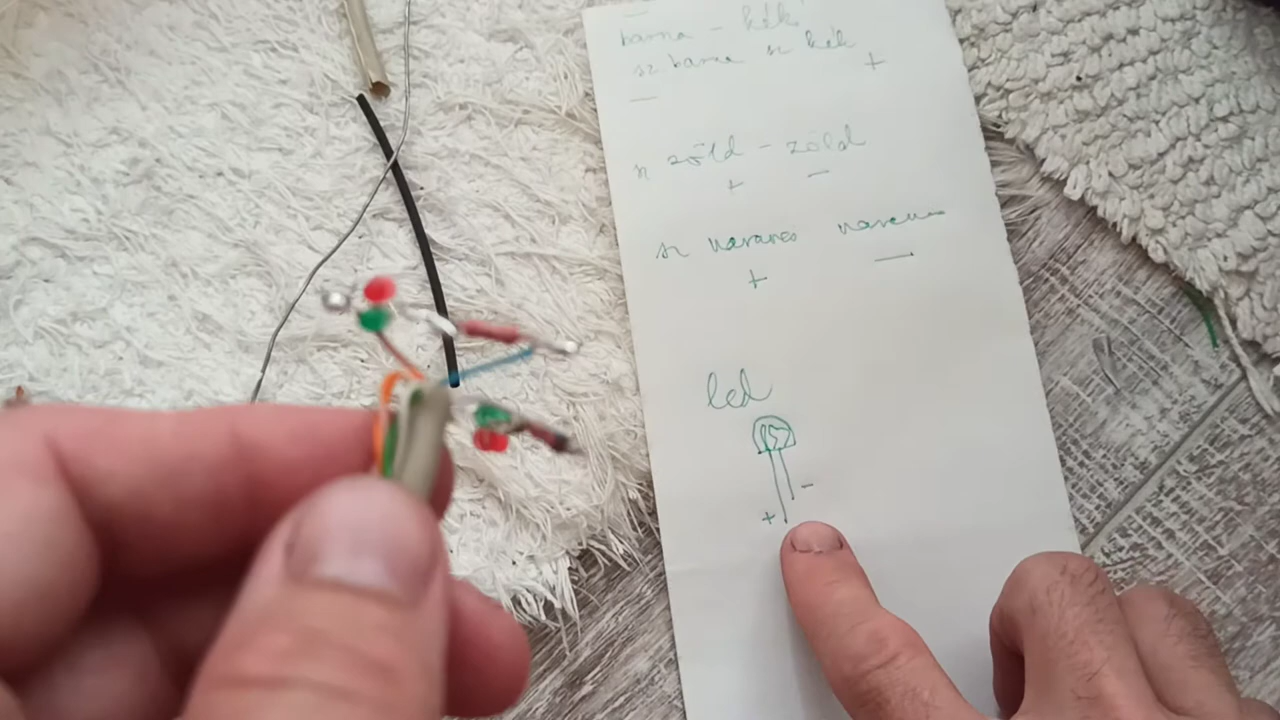 barna - kék
sz barna sz kék +
—
sz zöld - zöld
+ —
sz narancs narancs
+ —
led
-
+